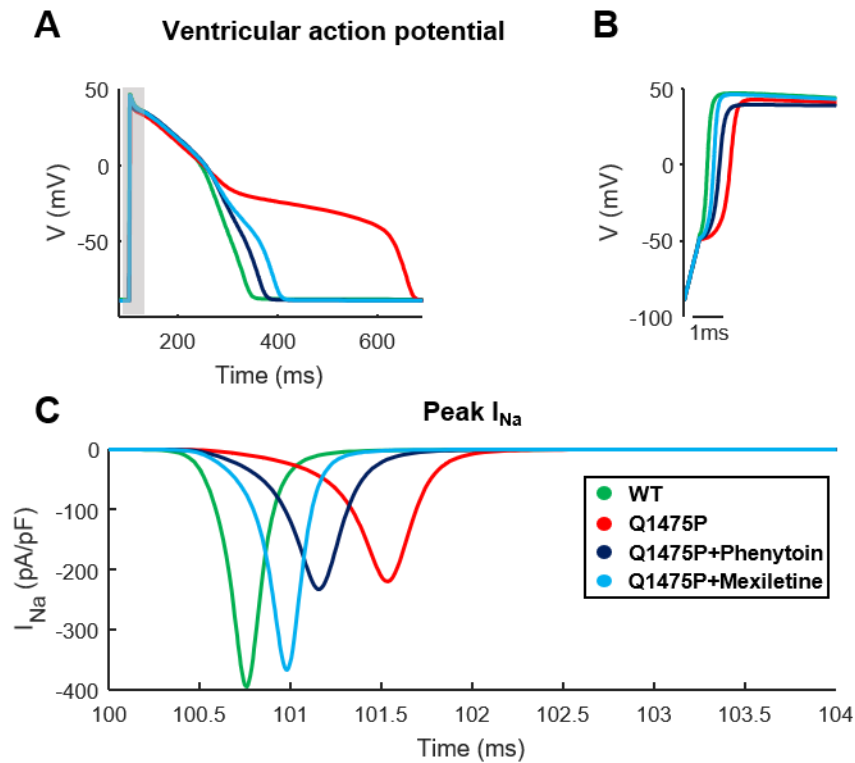 A
Ventricular action potential
B
50
0
-50
V (mV)
200
400
600
Time (ms)
50
0
-50
-100
V (mV)
1ms
C
Peak I_Na
0
-100
-200
-300
-400
I_Na (pA/pF)
WT
Q1475P
Q1475P+Phenytoin
Q1475P+Mexiletine
100
100.5
101
101.5
102
102.5
103
103.5
104
Time (ms)